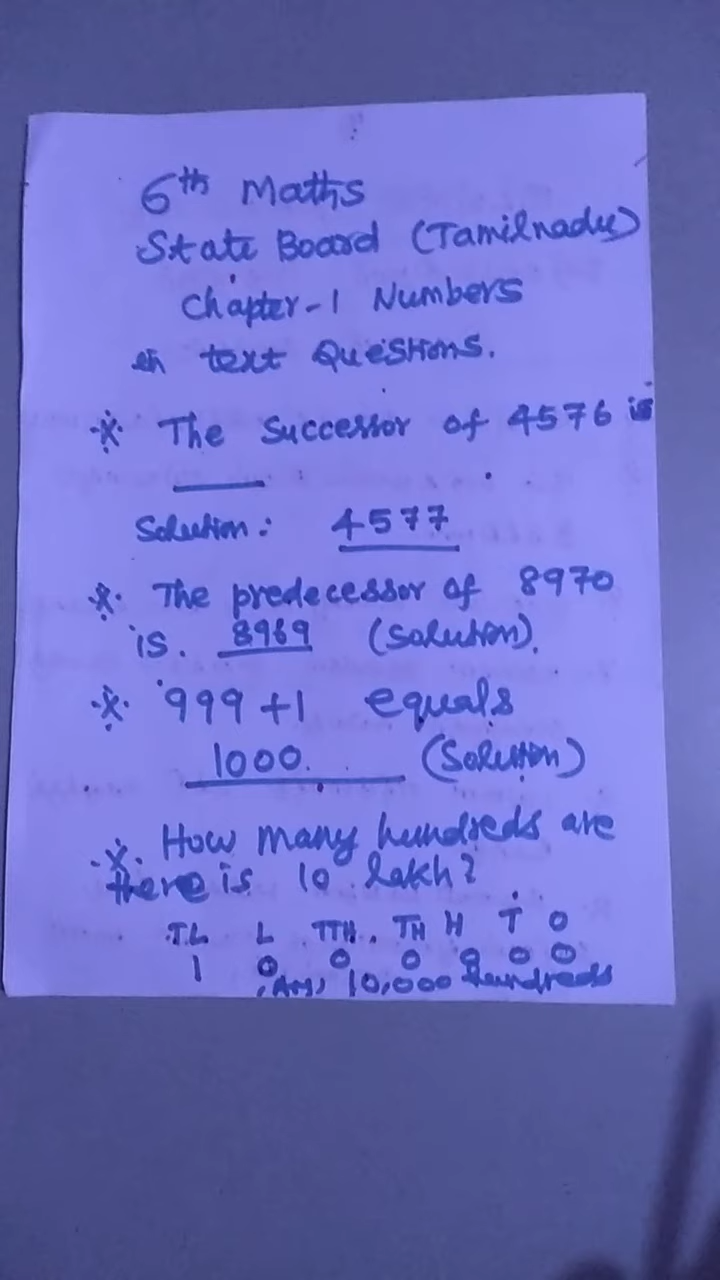 6th Maths
State Board (Tamilnadu)
Chapter-1 Numbers
in text Questions.
* The Successor of 4576 is
Solution: 4577
* The predecessor of 8970
is. 8969 (Solution).
* 999+1 equals
1000. (Solution)
* How many hundreds are
there is 10 lakh?
T.L L TTH. TH H T O
1 0 0 0 0 0 0
Ans, 10,000 Hundreds